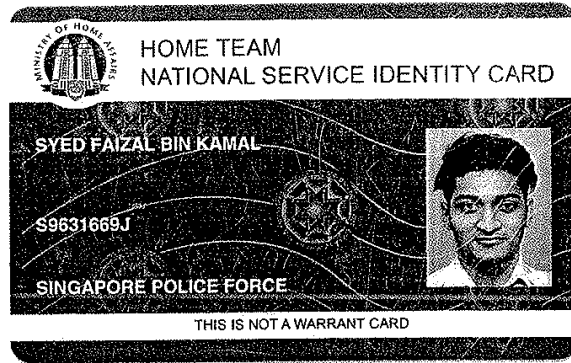 MINISTRY OF HOME AFFAIRS
HOME TEAM
NATIONAL SERVICE IDENTITY CARD
SYED FAIZAL BIN KAMAL
S9631669J
SINGAPORE POLICE FORCE
THIS IS NOT A WARRANT CARD